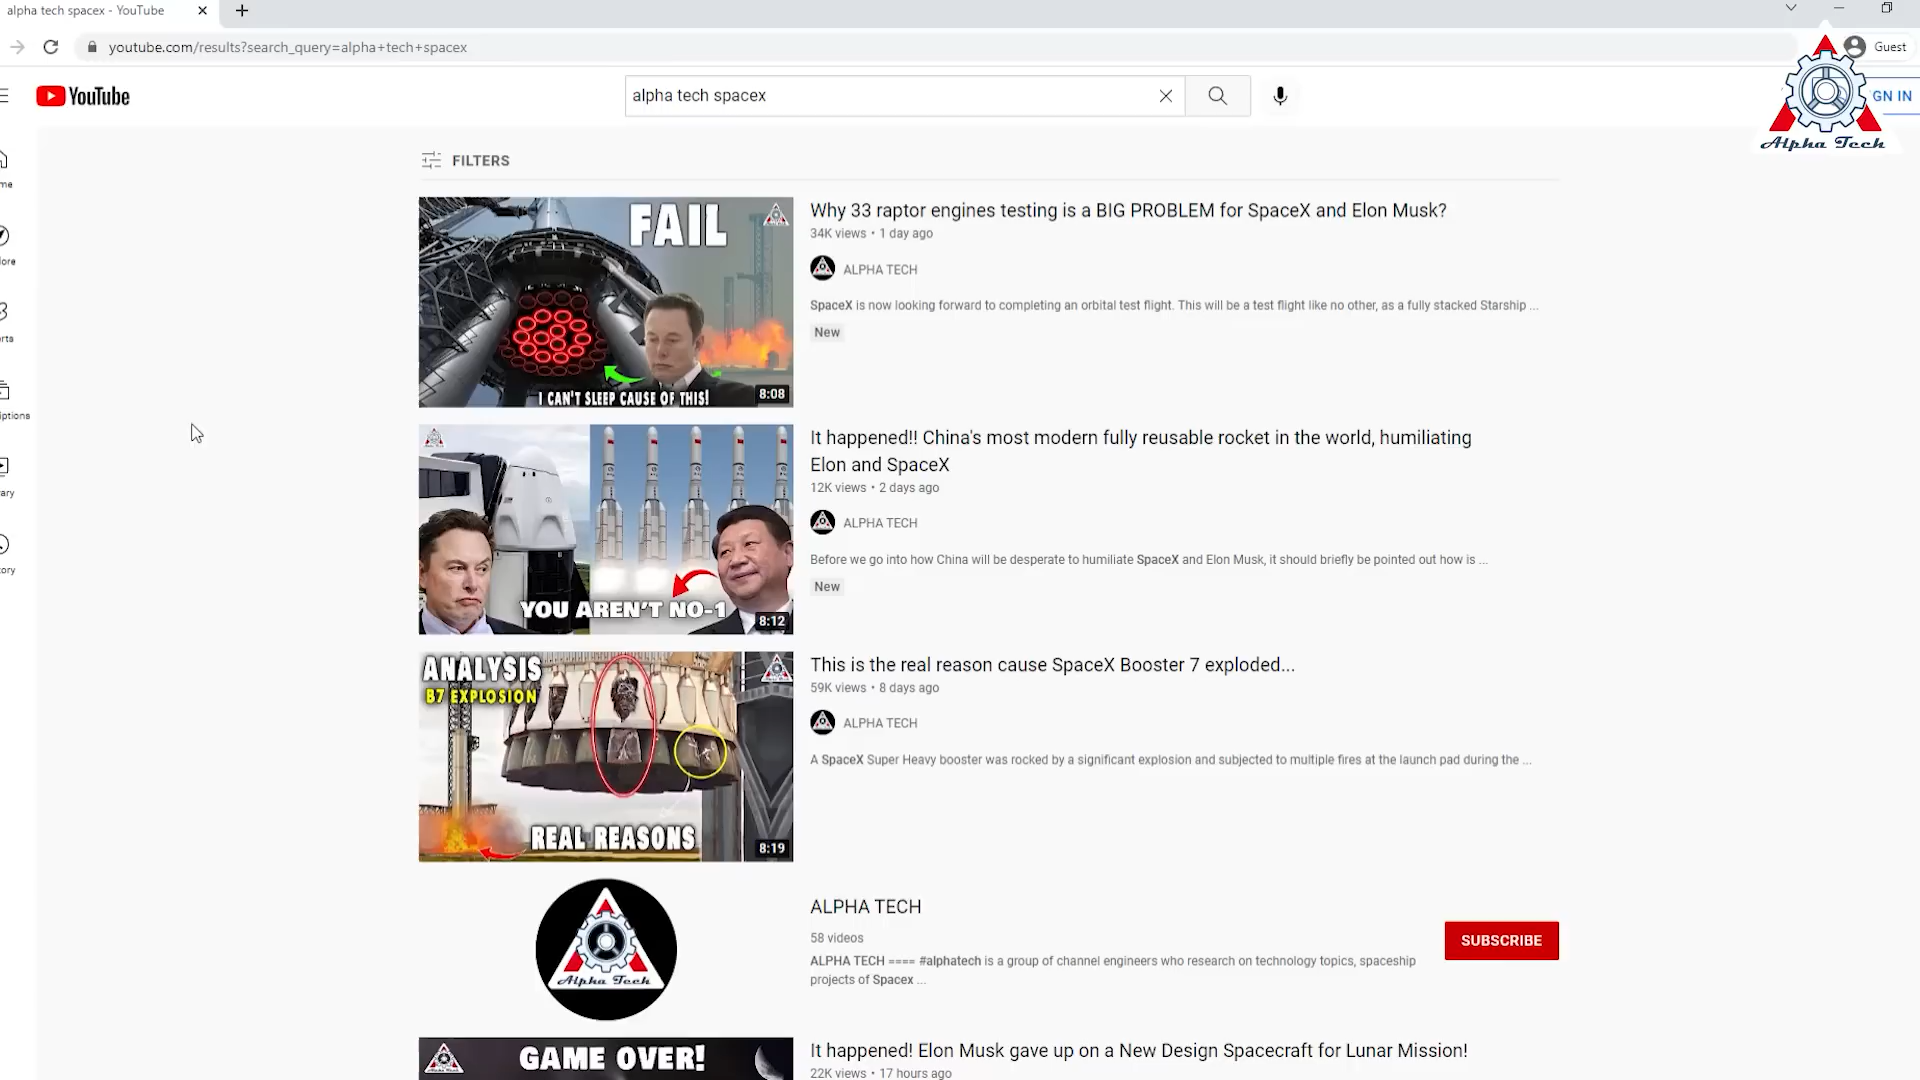 alpha tech spacex - YouTube
youtube.com/results?search_query=alpha+tech+spacex
Guest
YouTube
alpha tech spacex
GN IN
Alpha Tech
FILTERS
me
lore
rts
iptions
ary
tory
FAIL
I CAN'T SLEEP CAUSE OF THIS!
8:08
Why 33 raptor engines testing is a BIG PROBLEM for SpaceX and Elon Musk?
34K views • 1 day ago
ALPHA TECH
SpaceX is now looking forward to completing an orbital test flight. This will be a test flight like no other, as a fully stacked Starship ...
New
YOU AREN'T NO-1
8:12
It happened!! China's most modern fully reusable rocket in the world, humiliating
Elon and SpaceX
12K views • 2 days ago
ALPHA TECH
Before we go into how China will be desperate to humiliate SpaceX and Elon Musk, it should briefly be pointed out how is ...
New
ANALYSIS
B7 EXPLOSION
REAL REASONS
8:19
This is the real reason cause SpaceX Booster 7 exploded...
59K views • 8 days ago
ALPHA TECH
A SpaceX Super Heavy booster was rocked by a significant explosion and subjected to multiple fires at the launch pad during the ...
Alpha Tech
ALPHA TECH
58 videos
ALPHA TECH ==== #alphatech is a group of channel engineers who research on technology topics, spaceship
projects of Spacex ...
SUBSCRIBE
GAME OVER!
It happened! Elon Musk gave up on a New Design Spacecraft for Lunar Mission!
22K views • 17 hours ago